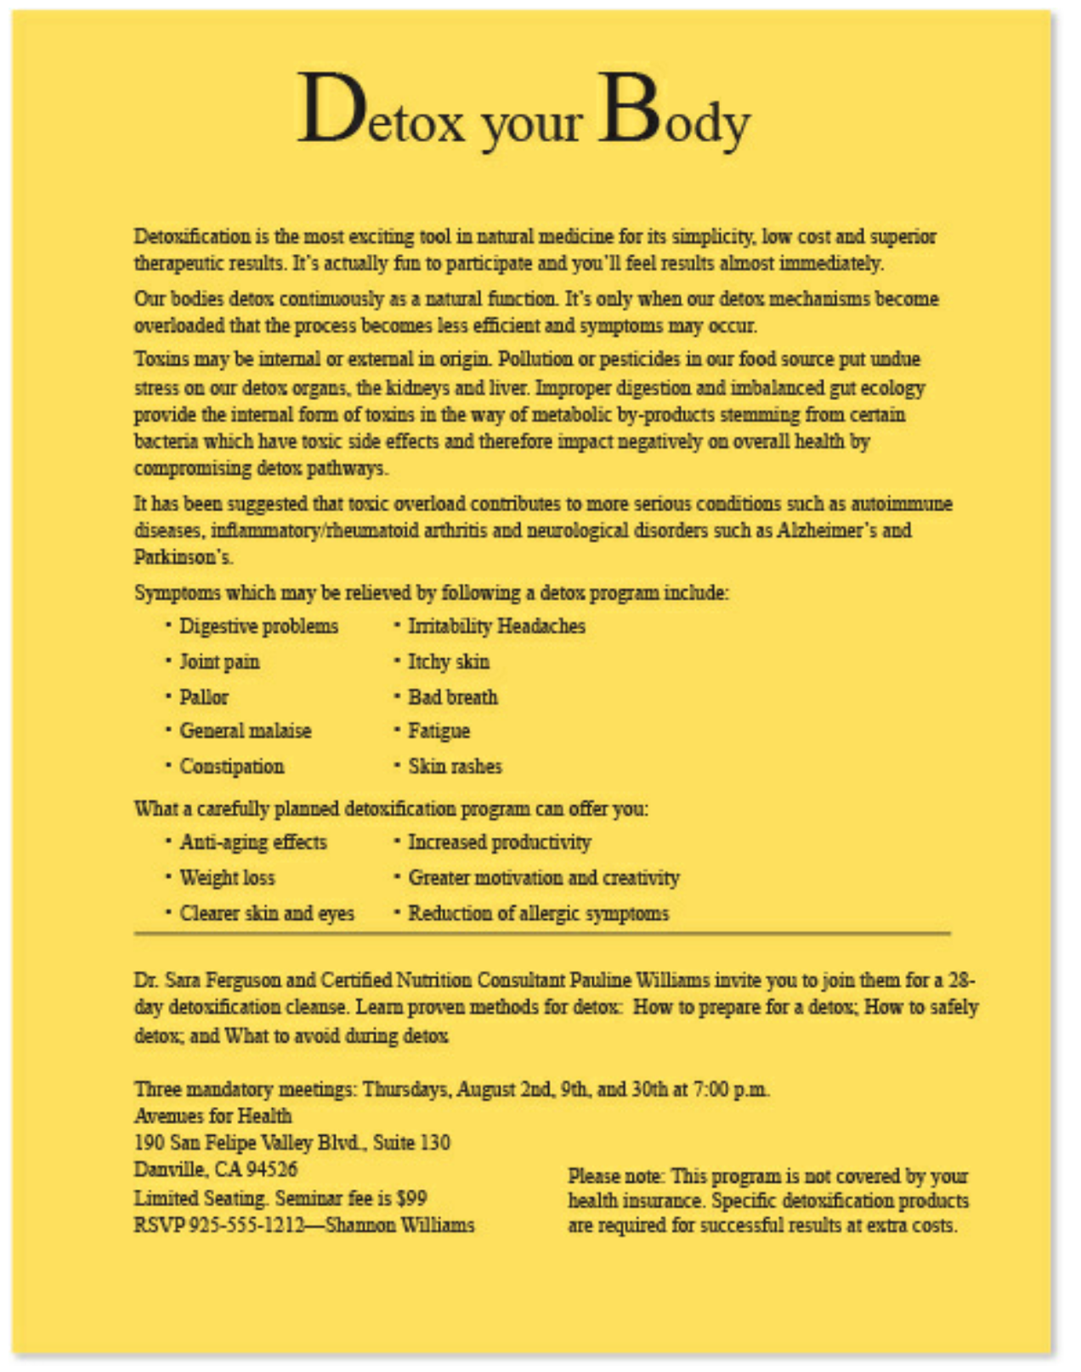 Detox your Body
Detoxification is the most exciting tool in natural medicine for its simplicity, low cost and superior
therapeutic results. It's actually fun to participate and you'll feel results almost immediately.
Our bodies detox continuously as a natural function. It's only when our detox mechanisms become
overloaded that the process becomes less efficient and symptoms may occur.
Toxins may be internal or external in origin. Pollution or pesticides in our food source put undue
stress on our detox organs, the kidneys and liver. Improper digestion and imbalanced gut ecology
provide the internal form of toxins in the way of metabolic by-products stemming from certain
bacteria which have toxic side effects and therefore impact negatively on overall health by
compromising detox pathways.
It has been suggested that toxic overload contributes to more serious conditions such as autoimmune
diseases, inflammatory/rheumatoid arthritis and neurological disorders such as Alzheimer's and
Parkinson's.
Symptoms which may be relieved by following a detox program include:
• Digestive problems
• Joint pain
• Pallor
• General malaise
• Constipation
• Irritability Headaches
• Itchy skin
• Bad breath
• Fatigue
• Skin rashes
What a carefully planned detoxification program can offer you:
• Anti-aging effects
• Weight loss
• Clearer skin and eyes
• Increased productivity
• Greater motivation and creativity
• Reduction of allergic symptoms
Dr. Sara Ferguson and Certified Nutrition Consultant Pauline Williams invite you to join them for a 28-
day detoxification cleanse. Learn proven methods for detox:  How to prepare for a detox; How to safely
detox; and What to avoid during detox
Three mandatory meetings: Thursdays, August 2nd, 9th, and 30th at 7:00 p.m.
Avenues for Health
190 San Felipe Valley Blvd., Suite 130
Danville, CA 94526
Limited Seating. Seminar fee is $99
RSVP 925-555-1212—Shannon Williams
Please note: This program is not covered by your
health insurance. Specific detoxification products
are required for successful results at extra costs.